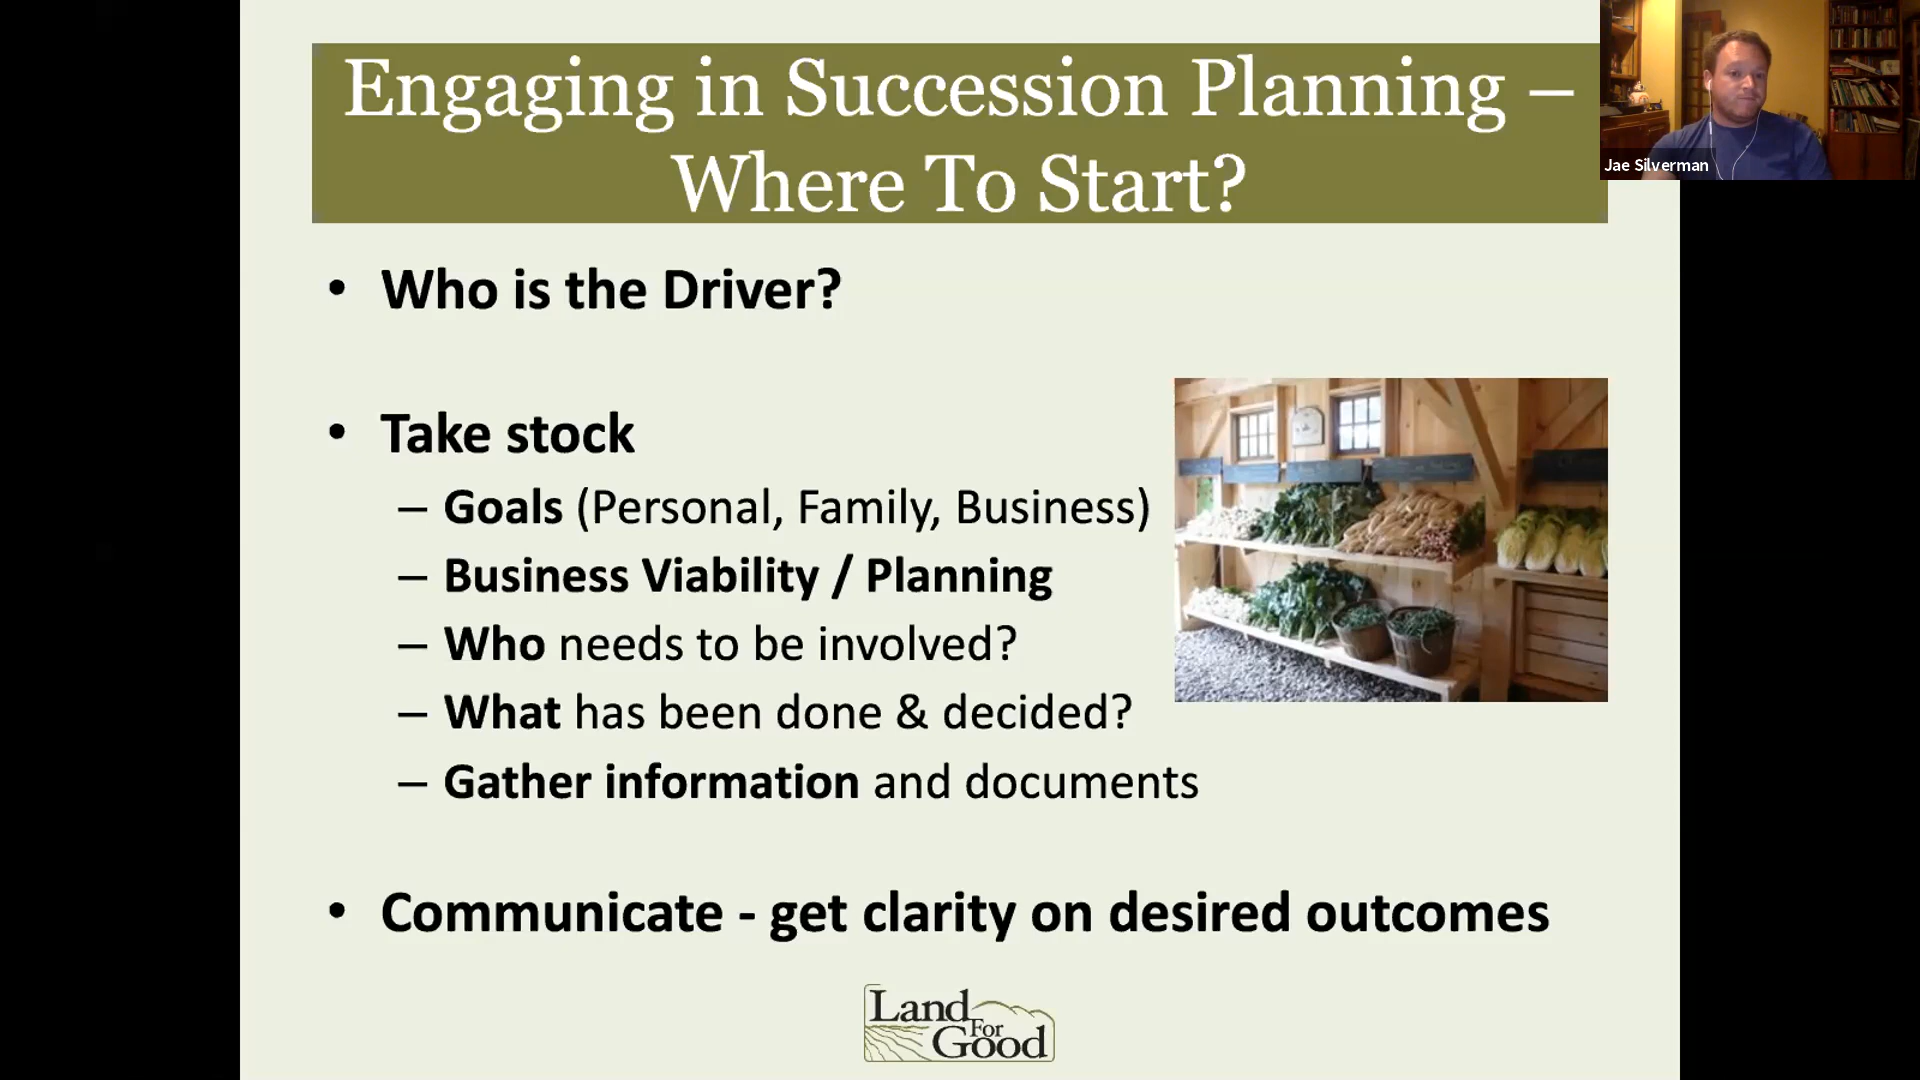 Engaging in Succession Planning –
Where To Start?
Jae Silverman
• Who is the Driver?
• Take stock
– Goals (Personal, Family, Business)
– Business Viability / Planning
– Who needs to be involved?
– What has been done & decided?
– Gather information and documents
• Communicate - get clarity on desired outcomes
Land
For
Good